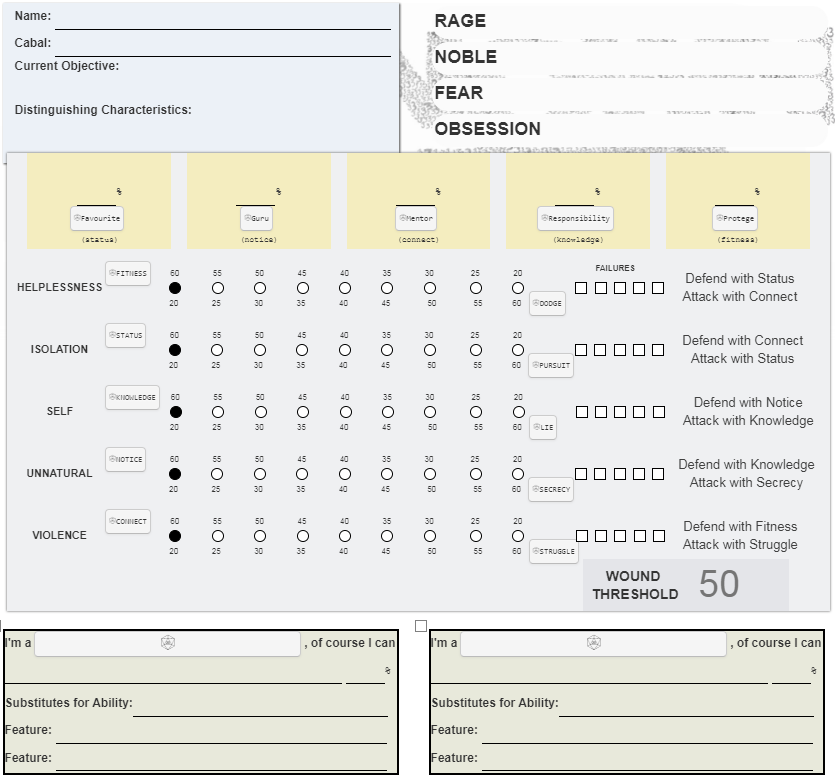 Name:
Cabal:
Current Objective:
Distinguishing Characteristics:
RAGE
NOBLE
FEAR
OBSESSION
% % % % %
Favourite Guru Mentor Responsibility Protege
(status) (notice) (connect) (knowledge) (fitness)
FITNESS 60 55 50 45 40 35 30 25 20 FAILURES
HELPLESSNESS Defend with Status
20 25 30 35 40 45 50 55 60 DODGE Attack with Connect
STATUS 60 55 50 45 40 35 30 25 20
ISOLATION Defend with Connect
20 25 30 35 40 45 50 55 60 PURSUIT Attack with Status
KNOWLEDGE 60 55 50 45 40 35 30 25 20
SELF Defend with Notice
20 25 30 35 40 45 50 55 60 LIE Attack with Knowledge
NOTICE 60 55 50 45 40 35 30 25 20
UNNATURAL Defend with Knowledge
20 25 30 35 40 45 50 55 60 SECRECY Attack with Secrecy
CONNECT 60 55 50 45 40 35 30 25 20
VIOLENCE Defend with Fitness
20 25 30 35 40 45 50 55 60 STRUGGLE Attack with Struggle
WOUND THRESHOLD 50
I'm a , of course I can
%
Substitutes for Ability:
Feature:
Feature:
I'm a , of course I can
%
Substitutes for Ability:
Feature:
Feature: